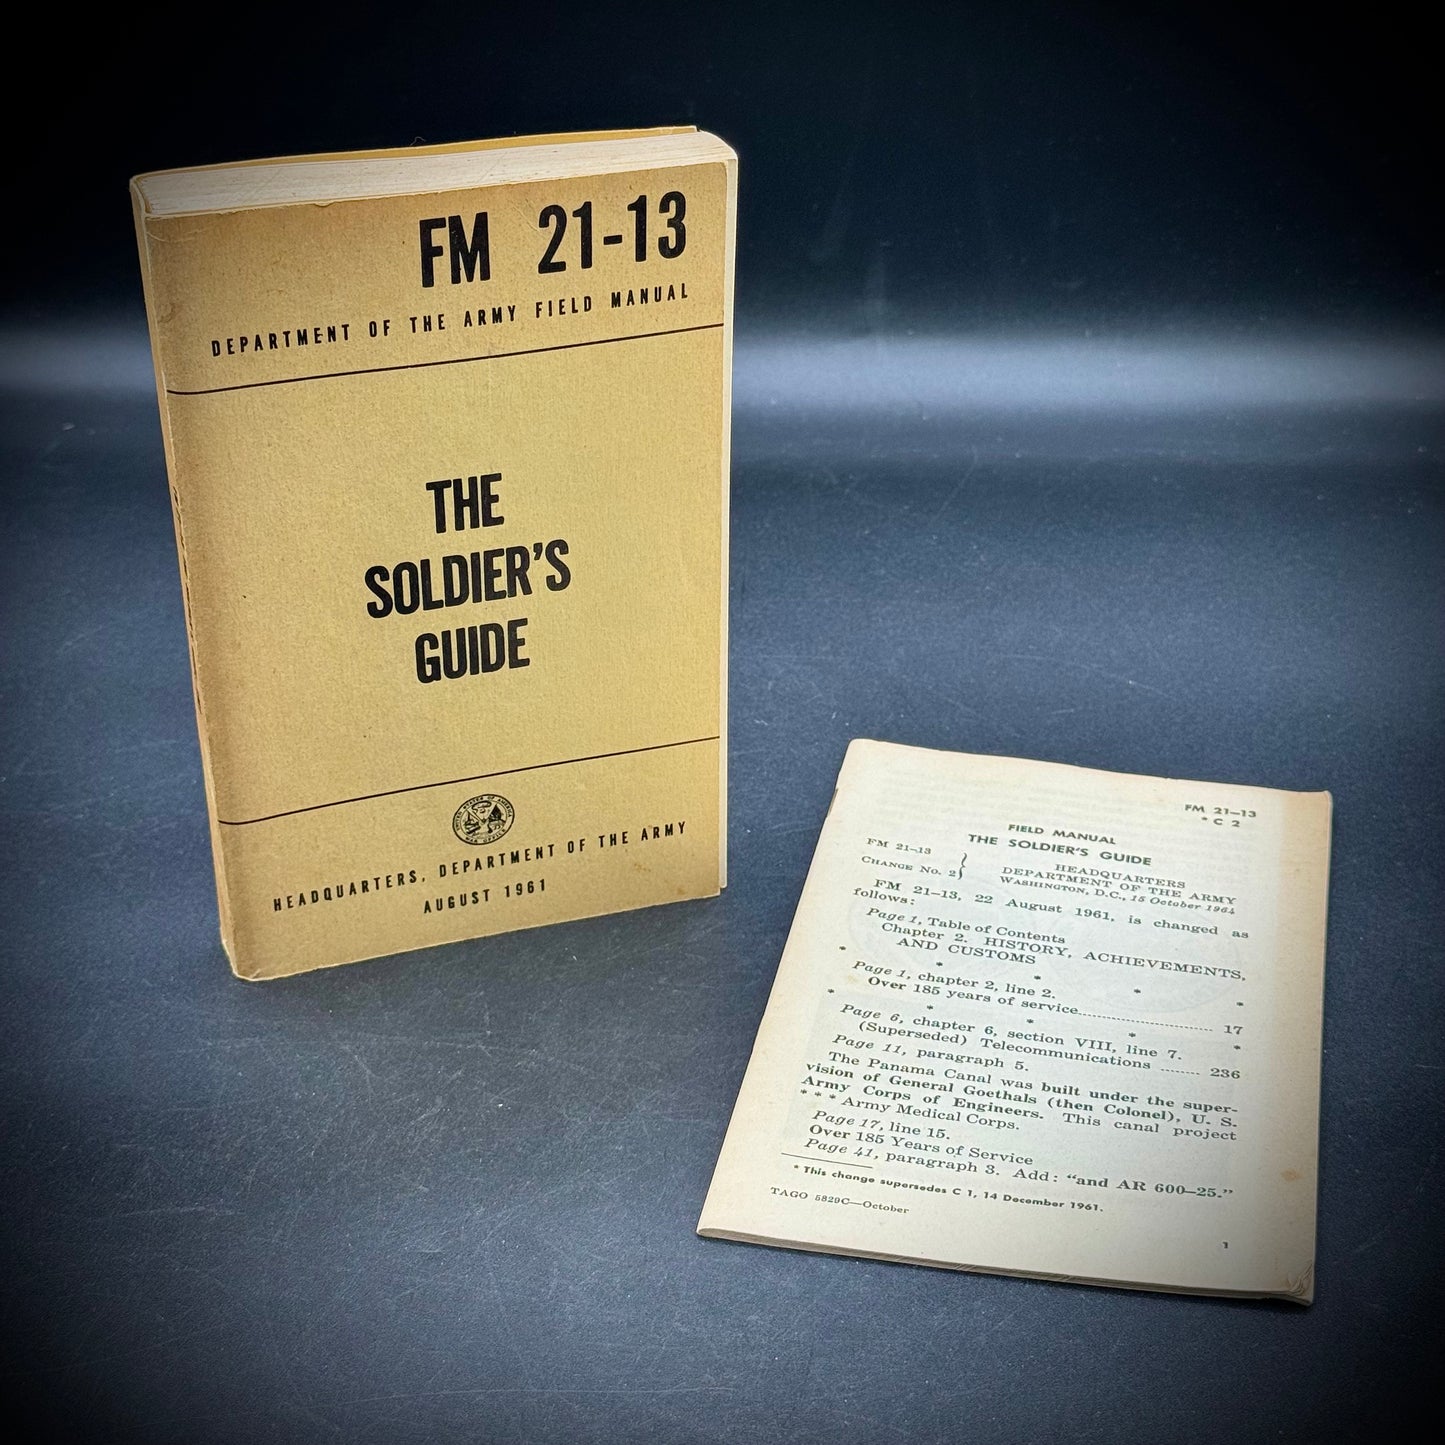 FM 21-13
DEPARTMENT OF THE ARMY FIELD MANUAL
THE
SOLDIER'S
GUIDE
UNITED STATES OF AMERICA
WAR OFFICE
HEADQUARTERS, DEPARTMENT OF THE ARMY
AUGUST 1961
FM 21–13
* C 2
FIELD MANUAL
THE SOLDIER'S GUIDE
FM 21–13
CHANGE NO. 2}
HEADQUARTERS
DEPARTMENT OF THE ARMY
WASHINGTON, D.C., 15 October 1964
FM 21–13, 22 August 1961, is changed as
follows:
Page 1, Table of Contents
Chapter 2. HISTORY, ACHIEVEMENTS,
AND CUSTOMS
* * * * *
Page 1, chapter 2, line 2.
Over 185 years of service........................ 17
* * * * *
Page 6, chapter 6, section VIII, line 7.
(Superseded) Telecommunications ........ 236
Page 11, paragraph 5.
The Panama Canal was built under the super-
vision of General Goethals (then Colonel), U. S.
Army Corps of Engineers. This canal project
* * * Army Medical Corps.
Page 17, line 15.
Over 185 Years of Service
Page 41, paragraph 3. Add: "and AR 600–25."
* This change supersedes C 1, 14 December 1961.
TAGO 5829C—October
1